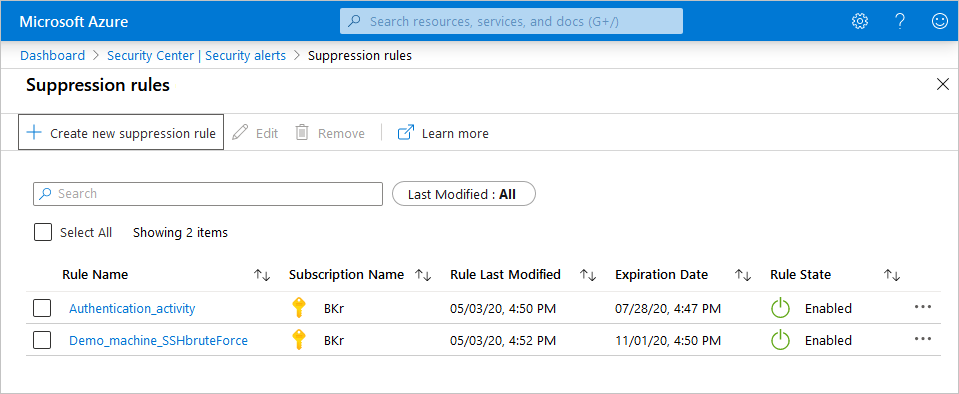 Microsoft Azure
Search resources, services, and docs (G+/)
Dashboard > Security Center | Security alerts > Suppression rules
Suppression rules
Create new suppression rule Edit Remove Learn more
Search Last Modified : All
Select All Showing 2 items
Rule Name Subscription Name Rule Last Modified Expiration Date Rule State
Authentication_activity BKr 05/03/20, 4:50 PM 07/28/20, 4:47 PM Enabled
Demo_machine_SSHbruteForce BKr 05/03/20, 4:52 PM 11/01/20, 4:50 PM Enabled